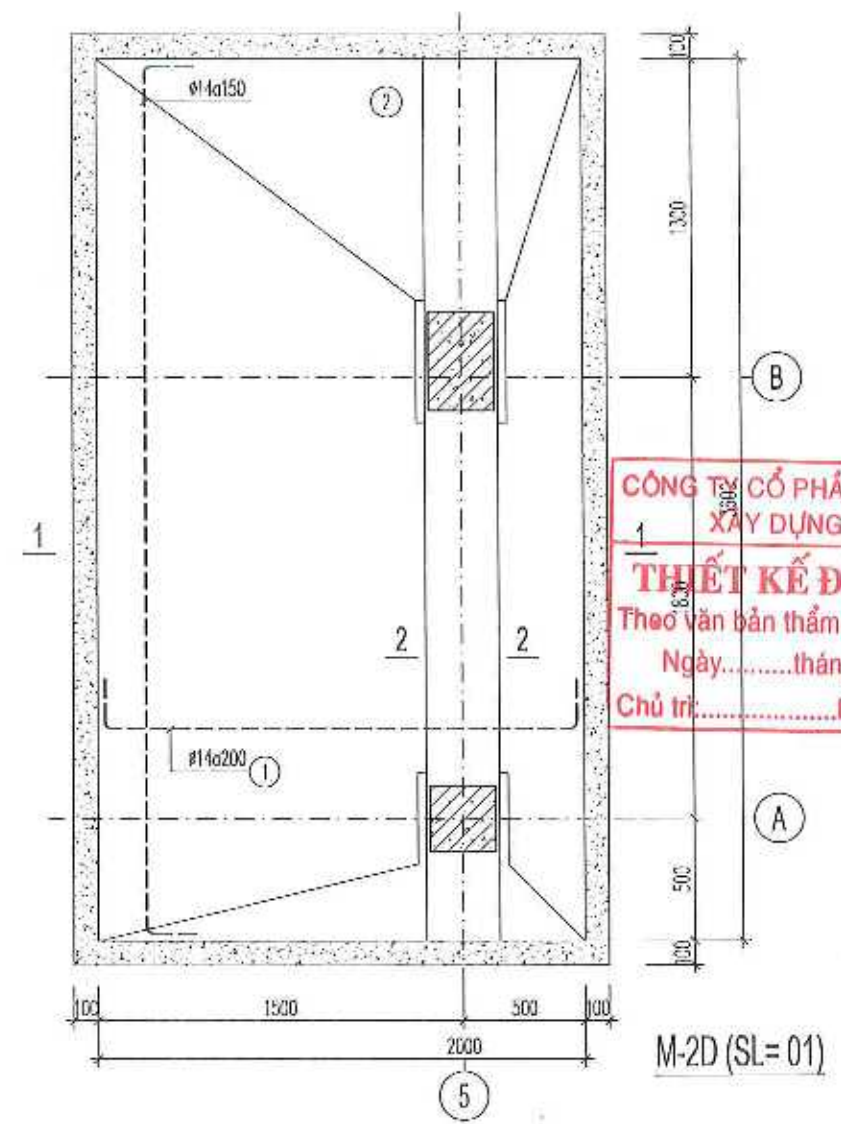 100
Ø14a150
2
1300
B
CÔNG TY CỔ PHẦ
XÂY DỰNG
1
1
THIẾT KẾ Đ
Theo văn bản thẩm
2
2
Ngày..........thán
Chủ trì:
Ø14a200
1
A
500
100
100
1500
500
100
2000
M-2D (SL= 01)
5